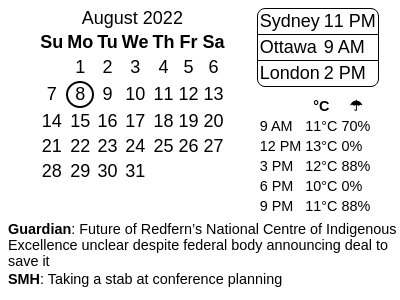 August 2022
Su Mo Tu We Th Fr Sa
1 2 3 4 5 6
7 8 9 10 11 12 13
14 15 16 17 18 19 20
21 22 23 24 25 26 27
28 29 30 31
Sydney 11 PM
Ottawa 9 AM
London 2 PM
°C ☂
9 AM 11°C 70%
12 PM 13°C 0%
3 PM 12°C 88%
6 PM 10°C 0%
9 PM 11°C 88%
Guardian: Future of Redfern’s National Centre of Indigenous
Excellence unclear despite federal body announcing deal to
save it
SMH: Taking a stab at conference planning